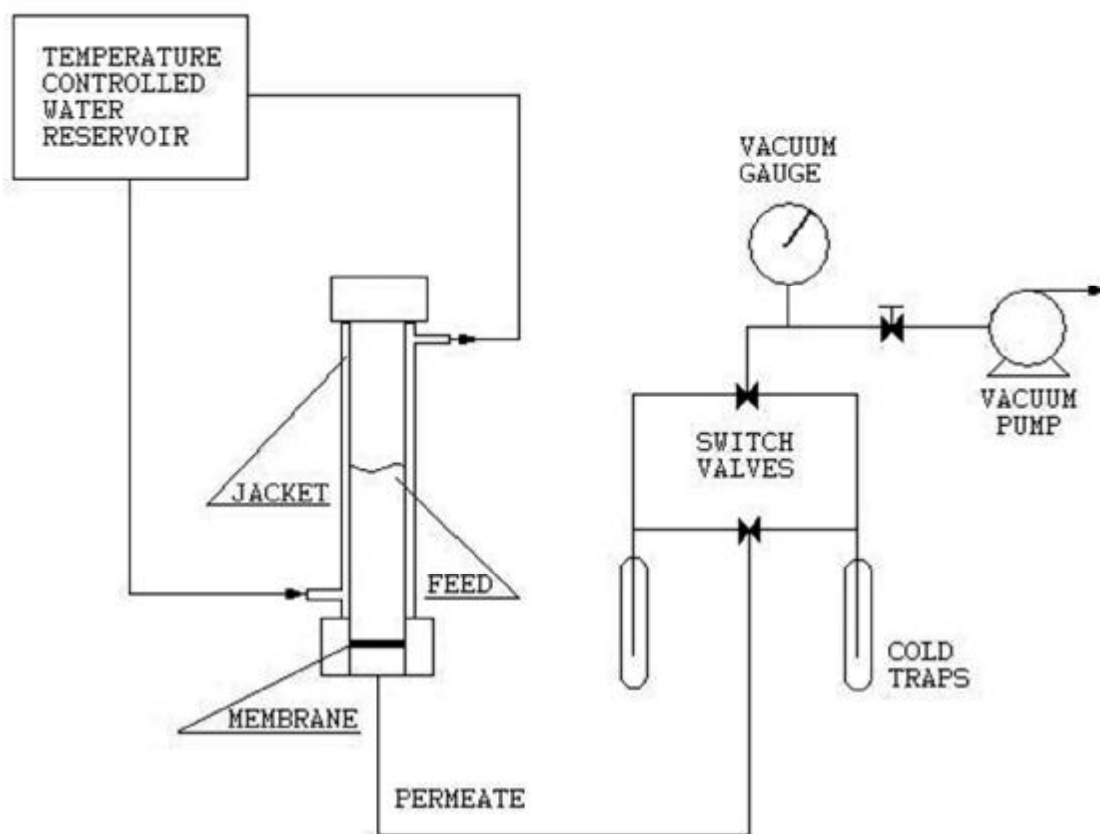 TEMPERATURE
CONTROLLED
WATER
RESERVOIR
VACUUM
GAUGE
VACUUM
PUMP
SWITCH
VALVES
JACKET
FEED
COLD
TRAPS
MEMBRANE
PERMEATE